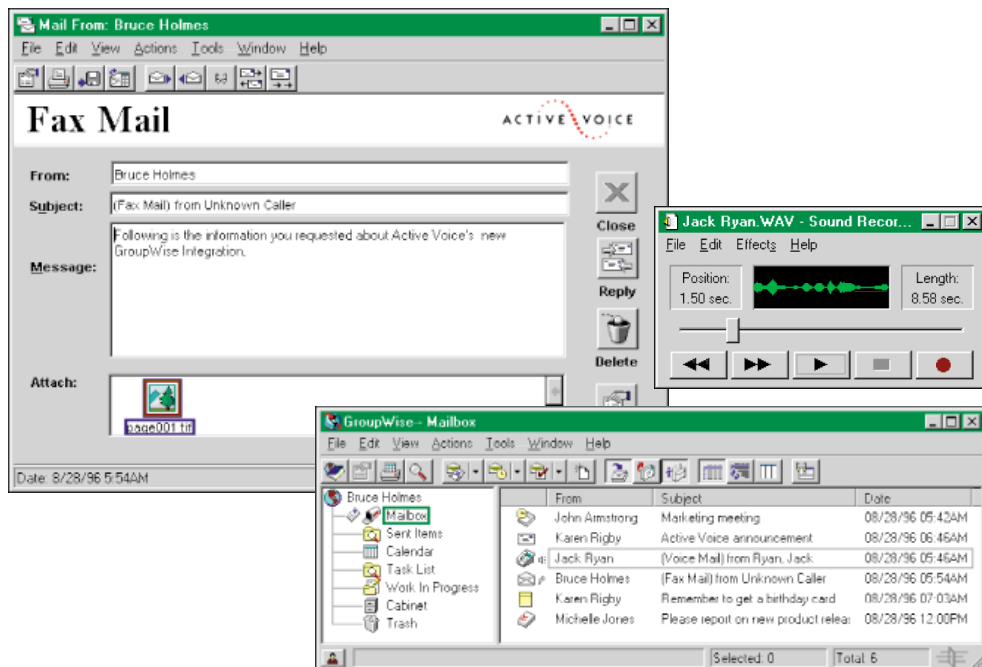 Mail From: Bruce Holmes
File Edit View Actions Tools Window Help
Fax Mail
ACTIVE VOICE
From:
Bruce Holmes
Subject:
(Fax Mail) from Unknown Caller
Message:
Following is the information you requested about Active Voice's new
GroupWise Integration.
Close
Reply
Delete
Attach:
page001.tif
Date: 8/28/96 5:54AM
Jack Ryan.WAV - Sound Recor...
File Edit Effects Help
Position:
1.50 sec.
Length:
8.58 sec.
GroupWise-- Mailbox
File Edit View Actions Tools Window Help
Bruce Holmes
Mailbox
Sent Items
Calendar
Task List
Work In Progress
Cabinet
Trash
From Subject Date
John Armstrong Marketing meeting 08/28/96 05:42AM
Karen Rigby Active Voice announcement 08/28/96 06:46AM
Jack Ryan (Voice Mail) from Ryan, Jack 08/28/96 05:46AM
Bruce Holmes (Fax Mail) from Unknown Caller 08/28/96 05:54AM
Karen Rigby Remember to get a birthday card 08/28/96 07:03AM
Michelle Jones Please report on new product releas 08/28/96 12:00PM
Selected: 0 Total: 6